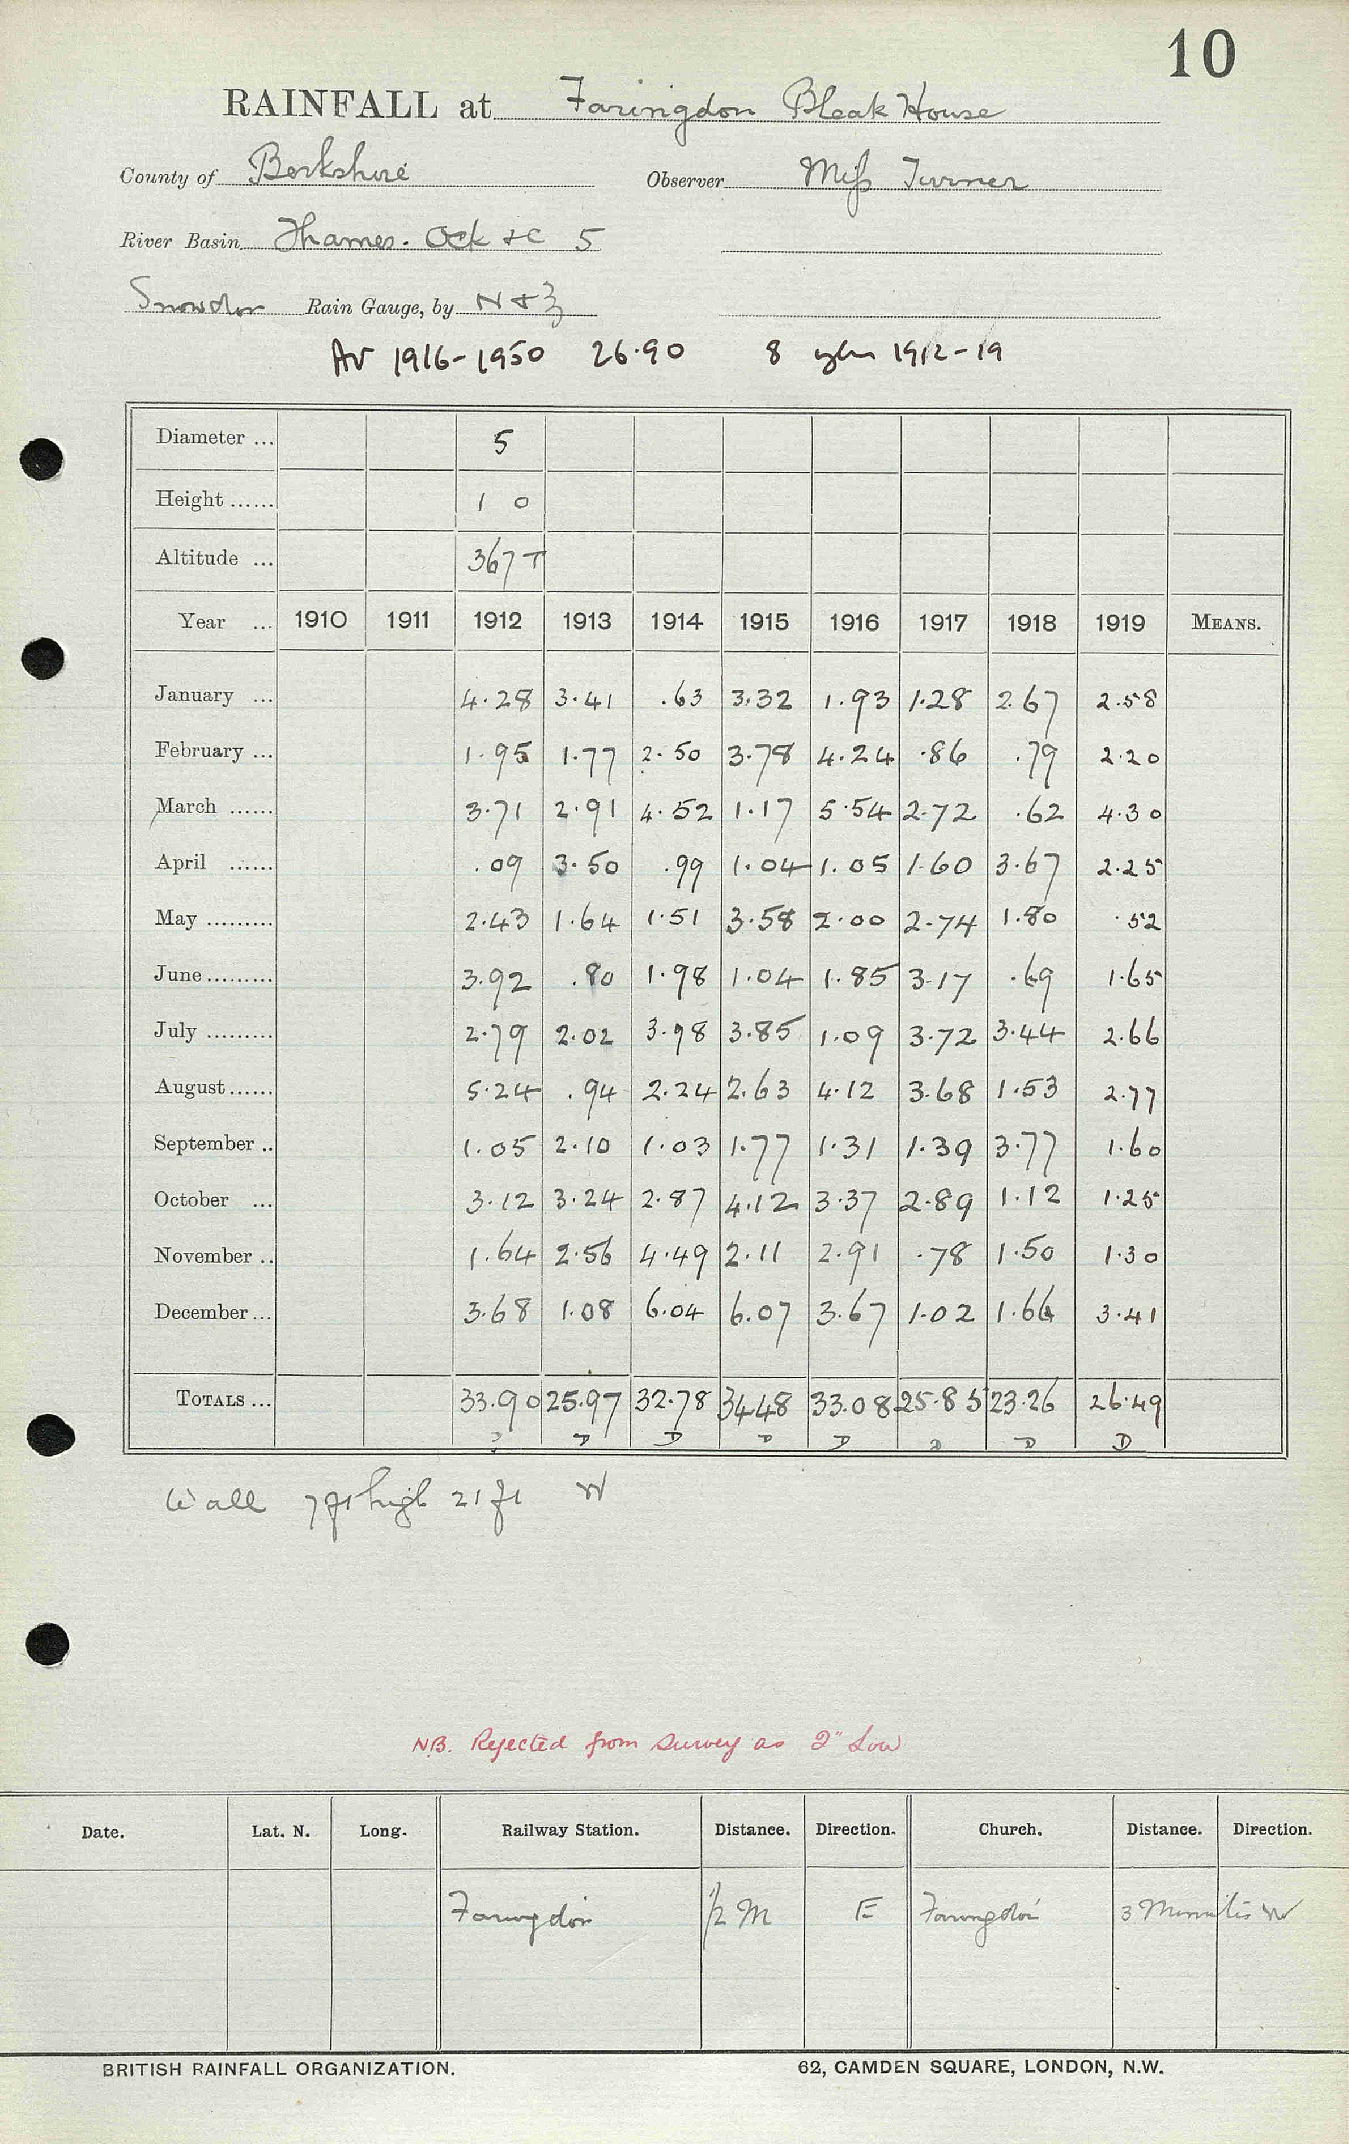 10
RAINFALL at Faringdon Bleak House
County of Berkshire Observer Miss Turner
River Basin Thames. Ock &c 5
Snowdon Rain Gauge, by N & Z
Av 1916-1950 26.90 8 yrs 1912-19
Diameter ... 5
Height ...... 1 0
Altitude ... 367 T
Year ... 1910 1911 1912 1913 1914 1915 1916 1917 1918 1919 MEANS.
January ... 4.28 3.41 .63 3.32 1.93 1.28 2.67 2.58
February ... 1.95 1.77 2.50 3.78 4.24 .86 .79 2.20
March ...... 3.71 2.91 4.52 1.17 5.54 2.72 .62 4.30
April ...... .09 3.50 .99 1.04 1.05 1.60 3.67 2.25
May ......... 2.43 1.64 1.51 3.58 2.00 2.74 1.80 .52
June ......... 3.92 .80 1.98 1.04 1.85 3.17 .69 1.65
July ......... 2.79 2.02 3.98 3.85 1.09 3.72 3.44 2.66
August ...... 5.24 .94 2.24 2.63 4.12 3.68 1.53 2.77
September .. 1.05 2.10 1.03 1.77 1.31 1.39 3.77 1.60
October ... 3.12 3.24 2.87 4.12 3.37 2.89 1.12 1.25
November .. 1.64 2.56 4.49 2.11 2.91 .78 1.50 1.30
December ... 3.68 1.08 6.04 6.07 3.67 1.02 1.66 3.41
TOTALS ... 33.90 25.97 32.78 34.48 33.08 25.85 23.26 26.49
D D D D D D D D
Wall 7 ft high 21 ft W
N.B. Rejected from survey as 2" low
Date. Lat. N. Long. Railway Station. Distance. Direction. Church. Distance. Direction.
Faringdon 1/2 M E Faringdon 3 Minutes W
BRITISH RAINFALL ORGANIZATION. 62, CAMDEN SQUARE, LONDON, N.W.